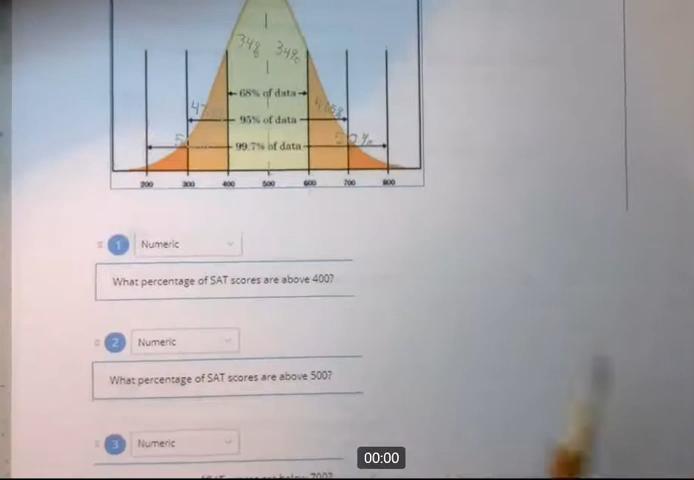 34% 34%
68% of data
95% of data
99.7% of data
200 300 400 500 600 700 800
1 Numeric
What percentage of SAT scores are above 400?
2 Numeric
What percentage of SAT scores are above 500?
3 Numeric
00:00